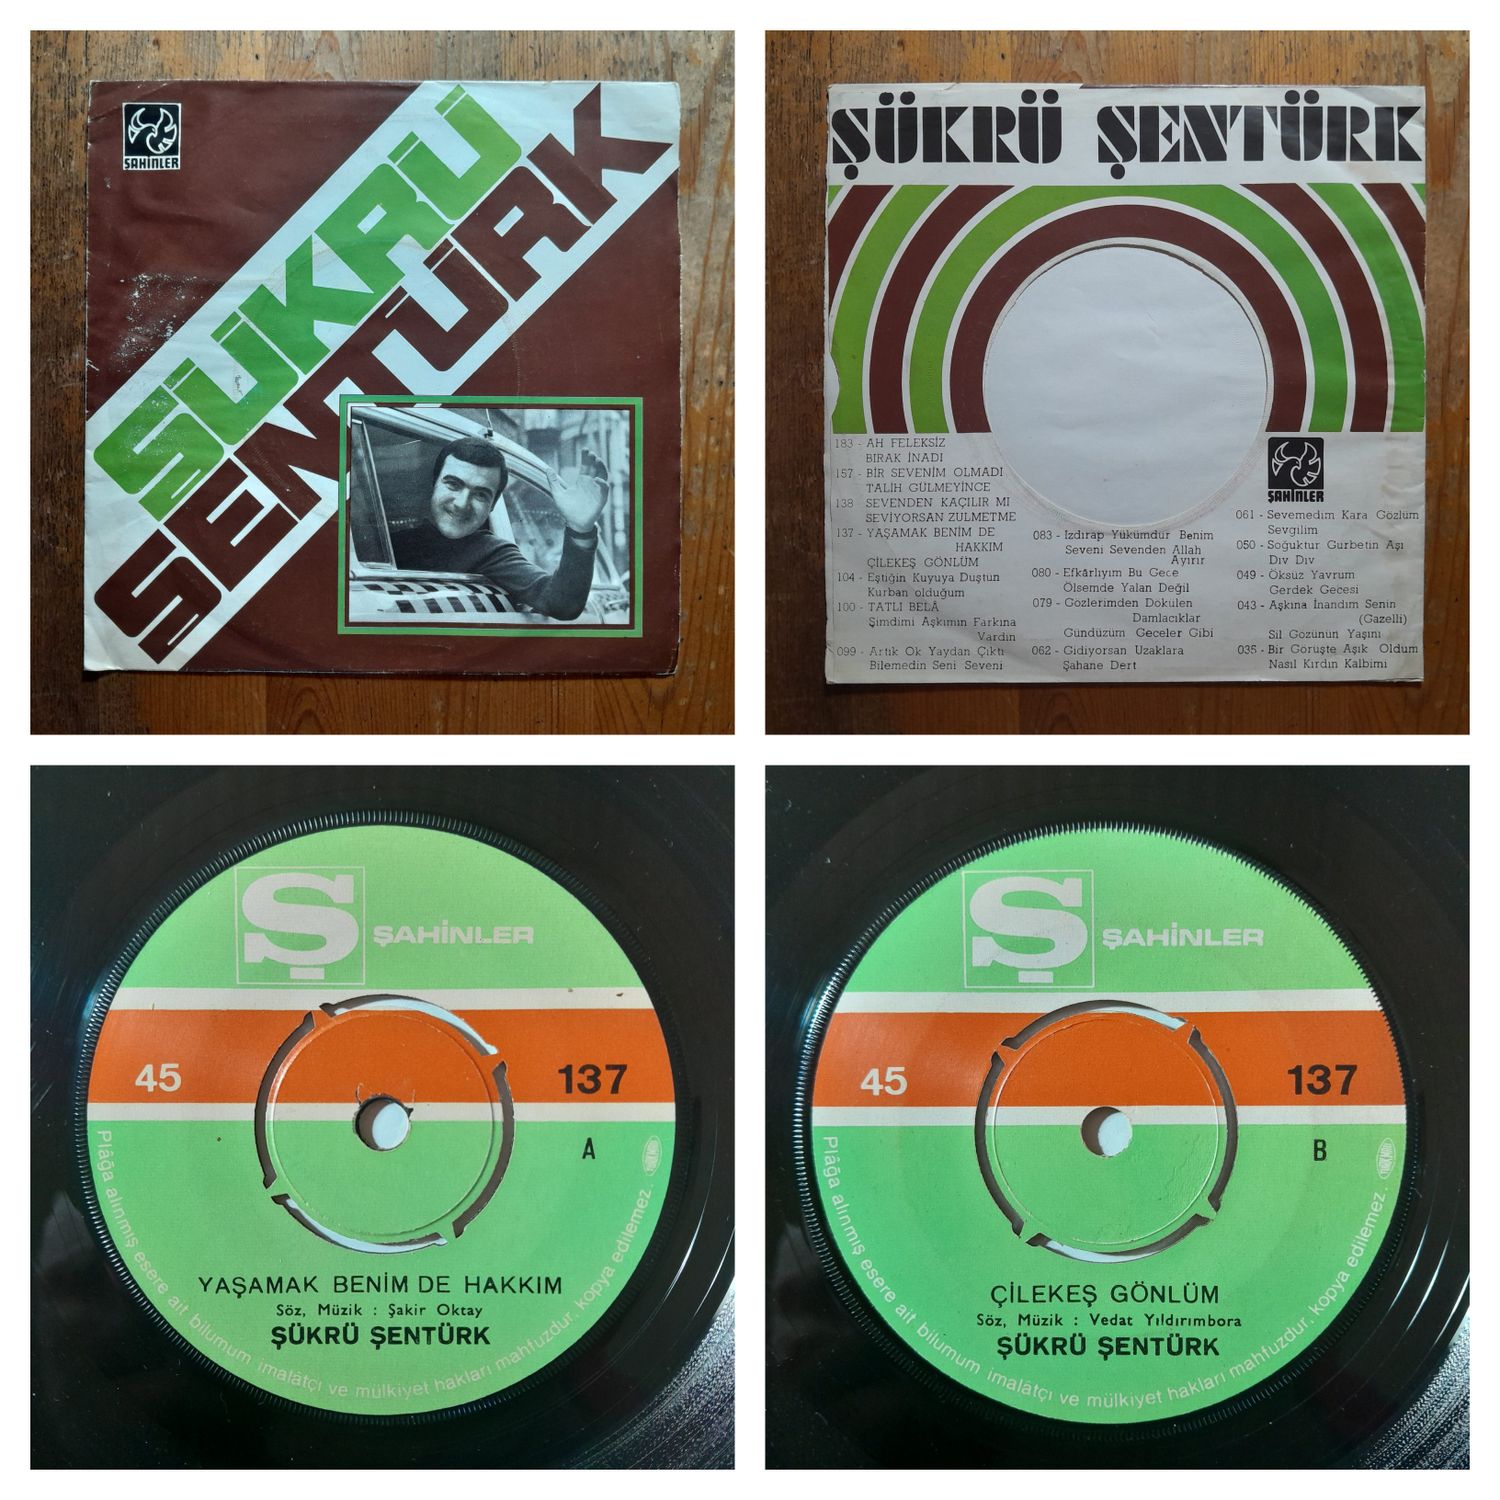 ŞAHİNLER
ŞÜKRÜ
ŞENTÜRK
ŞÜKRÜ ŞENTÜRK
183 - AH FELEKSİZ
BIRAK İNADI
157 - BİR SEVENİM OLMADI
TALİH GÜLMEYİNCE
138 SEVENDEN KAÇILIR MI
SEVİYORSAN ZULMETME
137 - YAŞAMAK BENİM DE
HAKKIM
ÇİLEKEŞ GÖNLÜM
104 - Eştiğin Kuyuya Düştün
Kurban olduğum
100 - TATLI BELÂ
Şimdimi Aşkımın Farkına
Vardın
099 - Artık Ok Yaydan Çıktı
Bilemedin Seni Seveni
083 - Izdırap Yükümdür Benim
Seveni Sevenden Allah
Ayırır
080 - Efkârlıyım Bu Gece
Ölsemde Yalan Değil
079 - Gözlerimden Dökülen
Damlacıklar
Gündüzüm Geceler Gibi
062 - Gidiyorsan Uzaklara
Şahane Dert
ŞAHİNLER
061 - Sevemedim Kara Gözlüm
Sevgilim
050 - Soğuktur Gurbetin Aşı
Dıv Dıv
049 - Öksüz Yavrum
Gerdek Gecesi
043 - Aşkına İnandım Senin
(Gazelli)
Sil Gözünün Yaşını
035 - Bir Görüşte Aşık Oldum
Nasıl Kırdın Kalbimi
Ş ŞAHİNLER
45 137
A
YAŞAMAK BENİM DE HAKKIM
Söz, Müzik : Şakir Oktay
ŞÜKRÜ ŞENTÜRK
Plâğa alınmış esere ait bilumum imalâtçı ve mülkiyet hakları mahfuzdur, kopya edilemez.
Ş ŞAHİNLER
45 137
B
ÇİLEKEŞ GÖNLÜM
Söz, Müzik : Vedat Yıldırımbora
ŞÜKRÜ ŞENTÜRK
Plâğa alınmış esere ait bilumum imalâtçı ve mülkiyet hakları mahfuzdur, kopya edilemez.